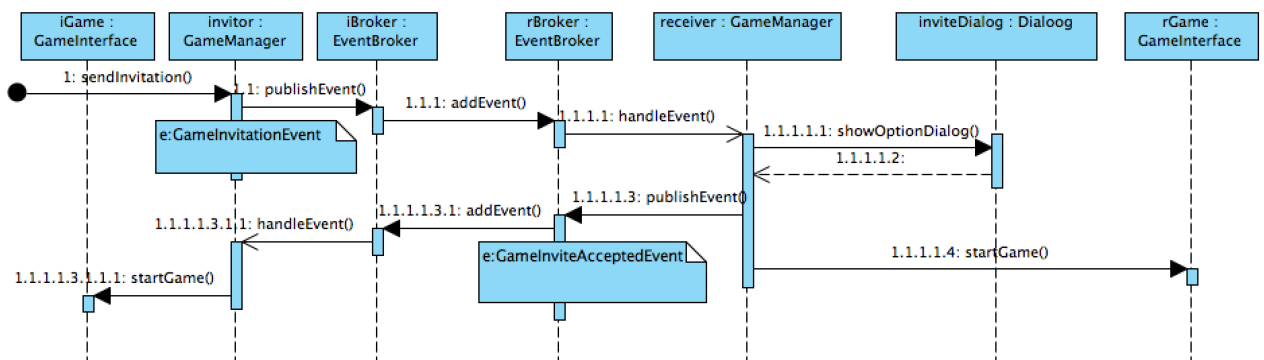 iGame :
GameInterface
invitor :
GameManager
iBroker :
EventBroker
rBroker :
EventBroker
receiver : GameManager
inviteDialog : Dialoog
rGame :
GameInterface
1: sendInvitation()
1.1: publishEvent()
1.1.1: addEvent()
1.1.1.1: handleEvent()
1.1.1.1.1: showOptionDialog()
e:GameInvitationEvent
1.1.1.1.2:
1.1.1.1.3: publishEvent()
1.1.1.1.3.1: addEvent()
1.1.1.1.3.1.1: handleEvent()
e:GameInviteAcceptedEvent
1.1.1.1.4: startGame()
1.1.1.1.3.1.1.1: startGame()